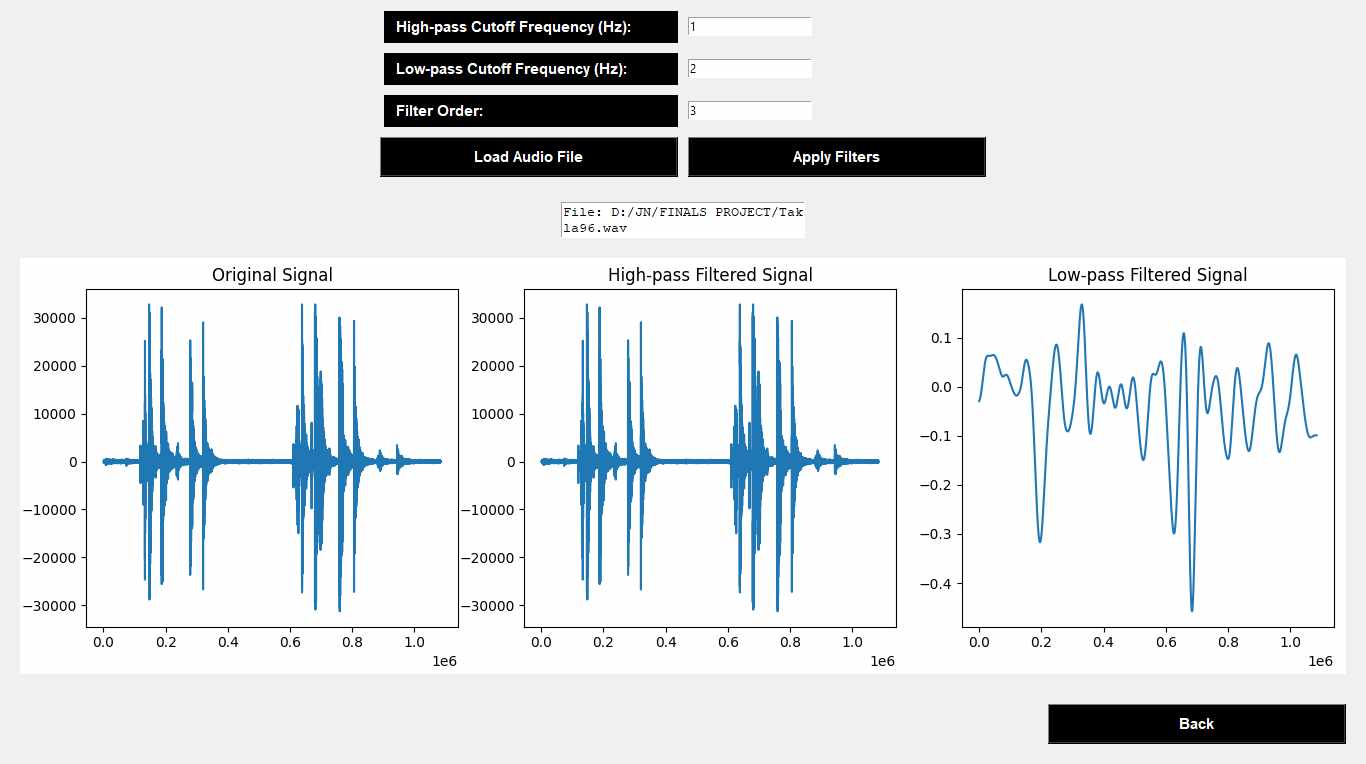 High-pass Cutoff Frequency (Hz): 1
Low-pass Cutoff Frequency (Hz): 2
Filter Order: 3
Load Audio File Apply Filters
File: D:/JN/FINALS PROJECT/Tak
la96.wav
Original Signal
30000
20000
10000
0
−10000
−20000
−30000
0.0 0.2 0.4 0.6 0.8 1.0
1e6
High-pass Filtered Signal
30000
20000
10000
0
−10000
−20000
−30000
0.0 0.2 0.4 0.6 0.8 1.0
1e6
Low-pass Filtered Signal
0.1
0.0
−0.1
−0.2
−0.3
−0.4
0.0 0.2 0.4 0.6 0.8 1.0
1e6
Back